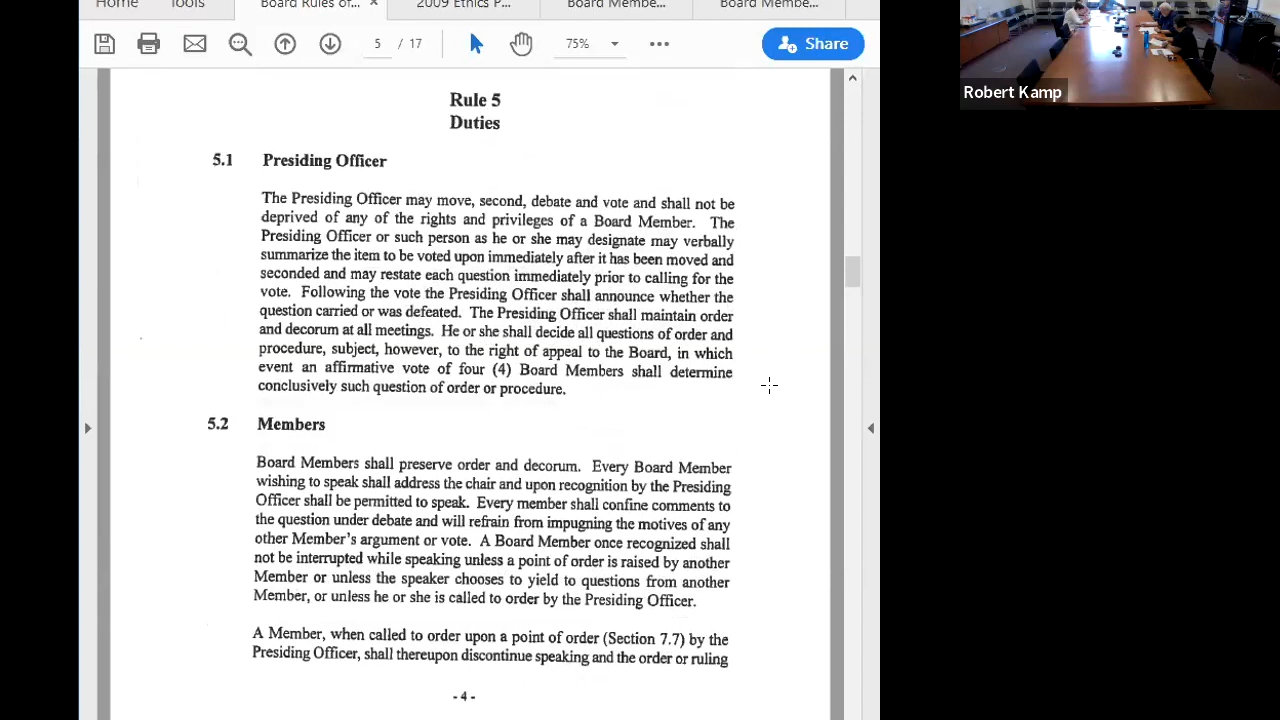 Home
Tools
Board Rules of...
2009 Ethics P...
Board Membe...
Board Membe...
5 / 17
75%
Share
Robert Kamp
Rule 5
Duties
5.1 Presiding Officer
The Presiding Officer may move, second, debate and vote and shall not be
deprived of any of the rights and privileges of a Board Member. The
Presiding Officer or such person as he or she may designate may verbally
summarize the item to be voted upon immediately after it has been moved and
seconded and may restate each question immediately prior to calling for the
vote. Following the vote the Presiding Officer shall announce whether the
question carried or was defeated. The Presiding Officer shall maintain order
and decorum at all meetings. He or she shall decide all questions of order and
procedure, subject, however, to the right of appeal to the Board, in which
event an affirmative vote of four (4) Board Members shall determine
conclusively such question of order or procedure.
5.2 Members
Board Members shall preserve order and decorum. Every Board Member
wishing to speak shall address the chair and upon recognition by the Presiding
Officer shall be permitted to speak. Every member shall confine comments to
the question under debate and will refrain from impugning the motives of any
other Member's argument or vote. A Board Member once recognized shall
not be interrupted while speaking unless a point of order is raised by another
Member or unless the speaker chooses to yield to questions from another
Member, or unless he or she is called to order by the Presiding Officer.
A Member, when called to order upon a point of order (Section 7.7) by the
Presiding Officer, shall thereupon discontinue speaking and the order or ruling
- 4 -